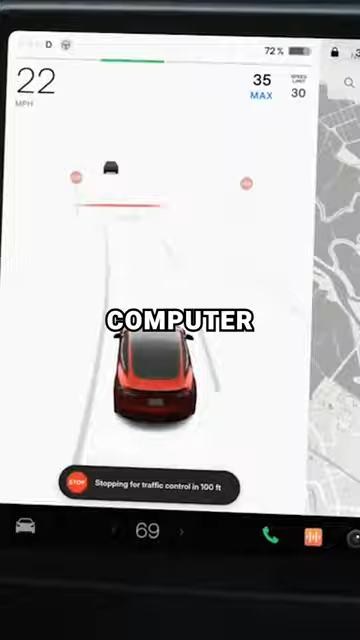 D
72%
22
MPH
35
MAX
SPEED
LIMIT
30
COMPUTER
STOP
Stopping for traffic control in 100 ft
69